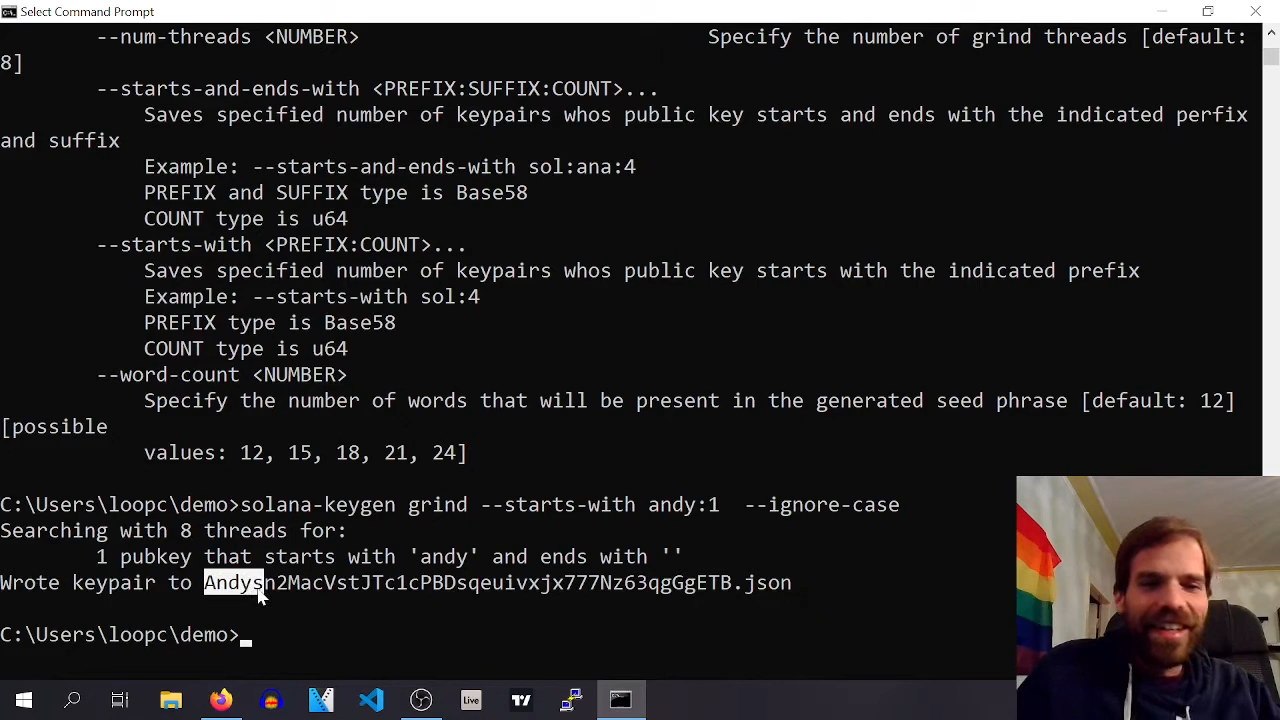 Select Command Prompt
--num-threads <NUMBER> Specify the number of grind threads [default:
8]
--starts-and-ends-with <PREFIX:SUFFIX:COUNT>...
Saves specified number of keypairs whos public key starts and ends with the indicated perfix
and suffix
Example: --starts-and-ends-with sol:ana:4
PREFIX and SUFFIX type is Base58
COUNT type is u64
--starts-with <PREFIX:COUNT>...
Saves specified number of keypairs whos public key starts with the indicated prefix
Example: --starts-with sol:4
PREFIX type is Base58
COUNT type is u64
--word-count <NUMBER>
Specify the number of words that will be present in the generated seed phrase [default: 12]
[possible
values: 12, 15, 18, 21, 24]
C:\Users\loopc\demo>solana-keygen grind --starts-with andy:1 --ignore-case
Searching with 8 threads for:
1 pubkey that starts with 'andy' and ends with ''
Wrote keypair to Andysn2MacVstJTc1cPBDsqeuivxjx777Nz63qgGgETB.json
C:\Users\loopc\demo>
Live